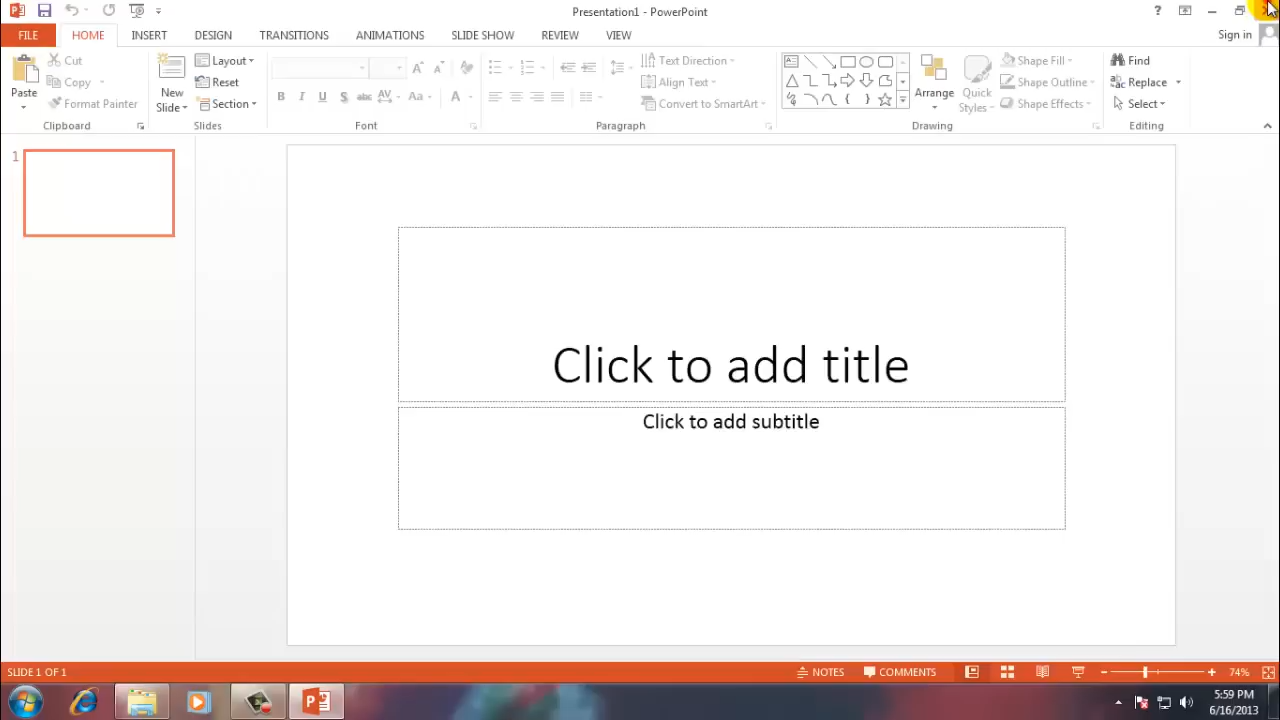 Presentation1 - PowerPoint
?
Sign in
FILE HOME INSERT DESIGN TRANSITIONS ANIMATIONS SLIDE SHOW REVIEW VIEW
Paste
Cut
Copy
Format Painter
Clipboard
New
Slide
Layout
Reset
Section
Slides
B I U S abc AV Aa A
Font
Text Direction
Align Text
Convert to SmartArt
Paragraph
Arrange
Quick
Styles
Shape Fill
Shape Outline
Shape Effects
Drawing
Find
Replace
Select
Editing
1
Click to add title
Click to add subtitle
SLIDE 1 OF 1
NOTES
COMMENTS
74%
5:59 PM
6/16/2013